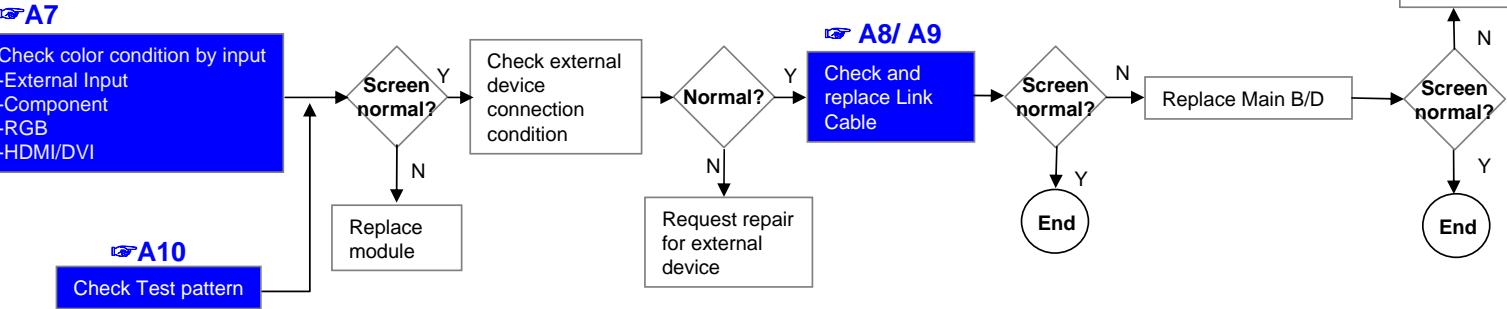 ☞A7
Check color condition by input
-External Input
-Component
-RGB
-HDMI/DVI
☞A10
Check Test pattern
Screen
normal?
Y
N
Replace
module
Check external
device
connection
condition
Normal?
Y
N
Request repair
for external
device
☞ A8/ A9
Check and
replace Link
Cable
Screen
normal?
N
Y
End
Replace Main B/D
Screen
normal?
N
Y
End